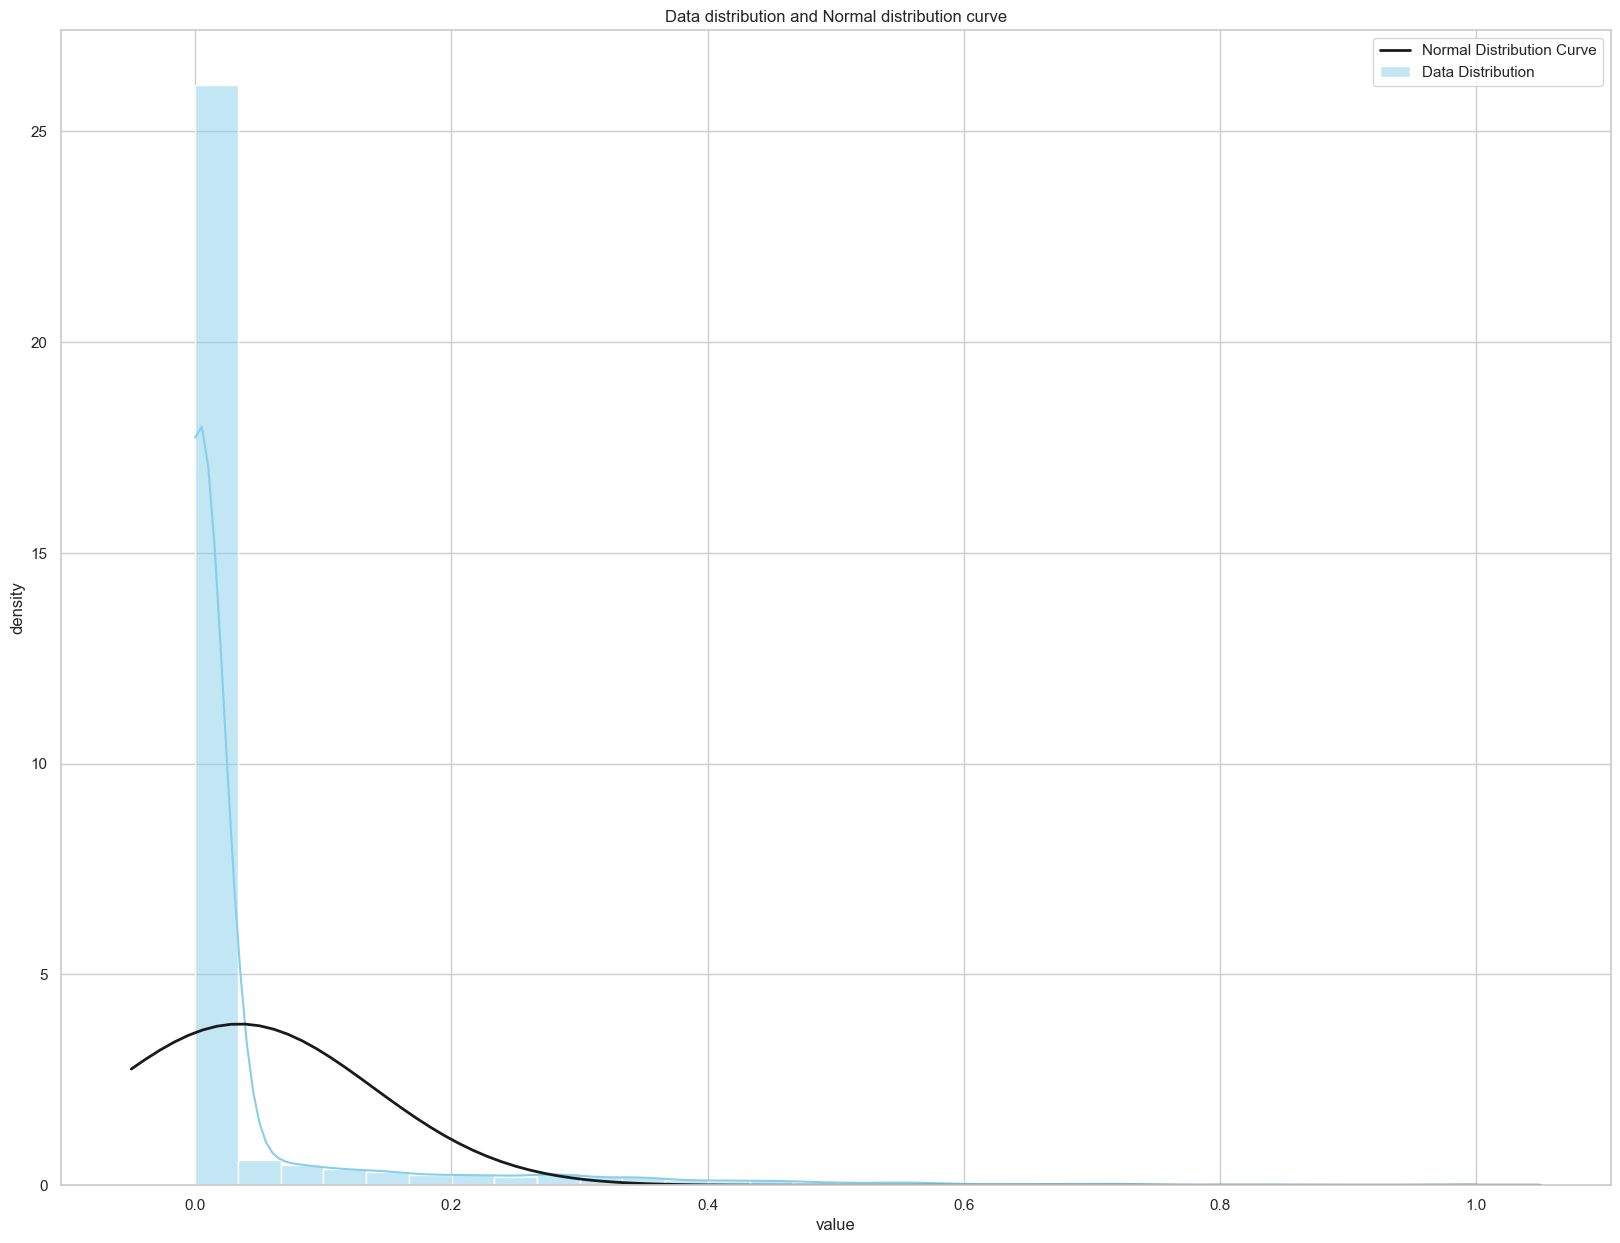 Data distribution and Normal distribution curve
Normal Distribution Curve
Data Distribution
density
25
20
15
10
5
0
0.0 0.2 0.4 0.6 0.8 1.0
value